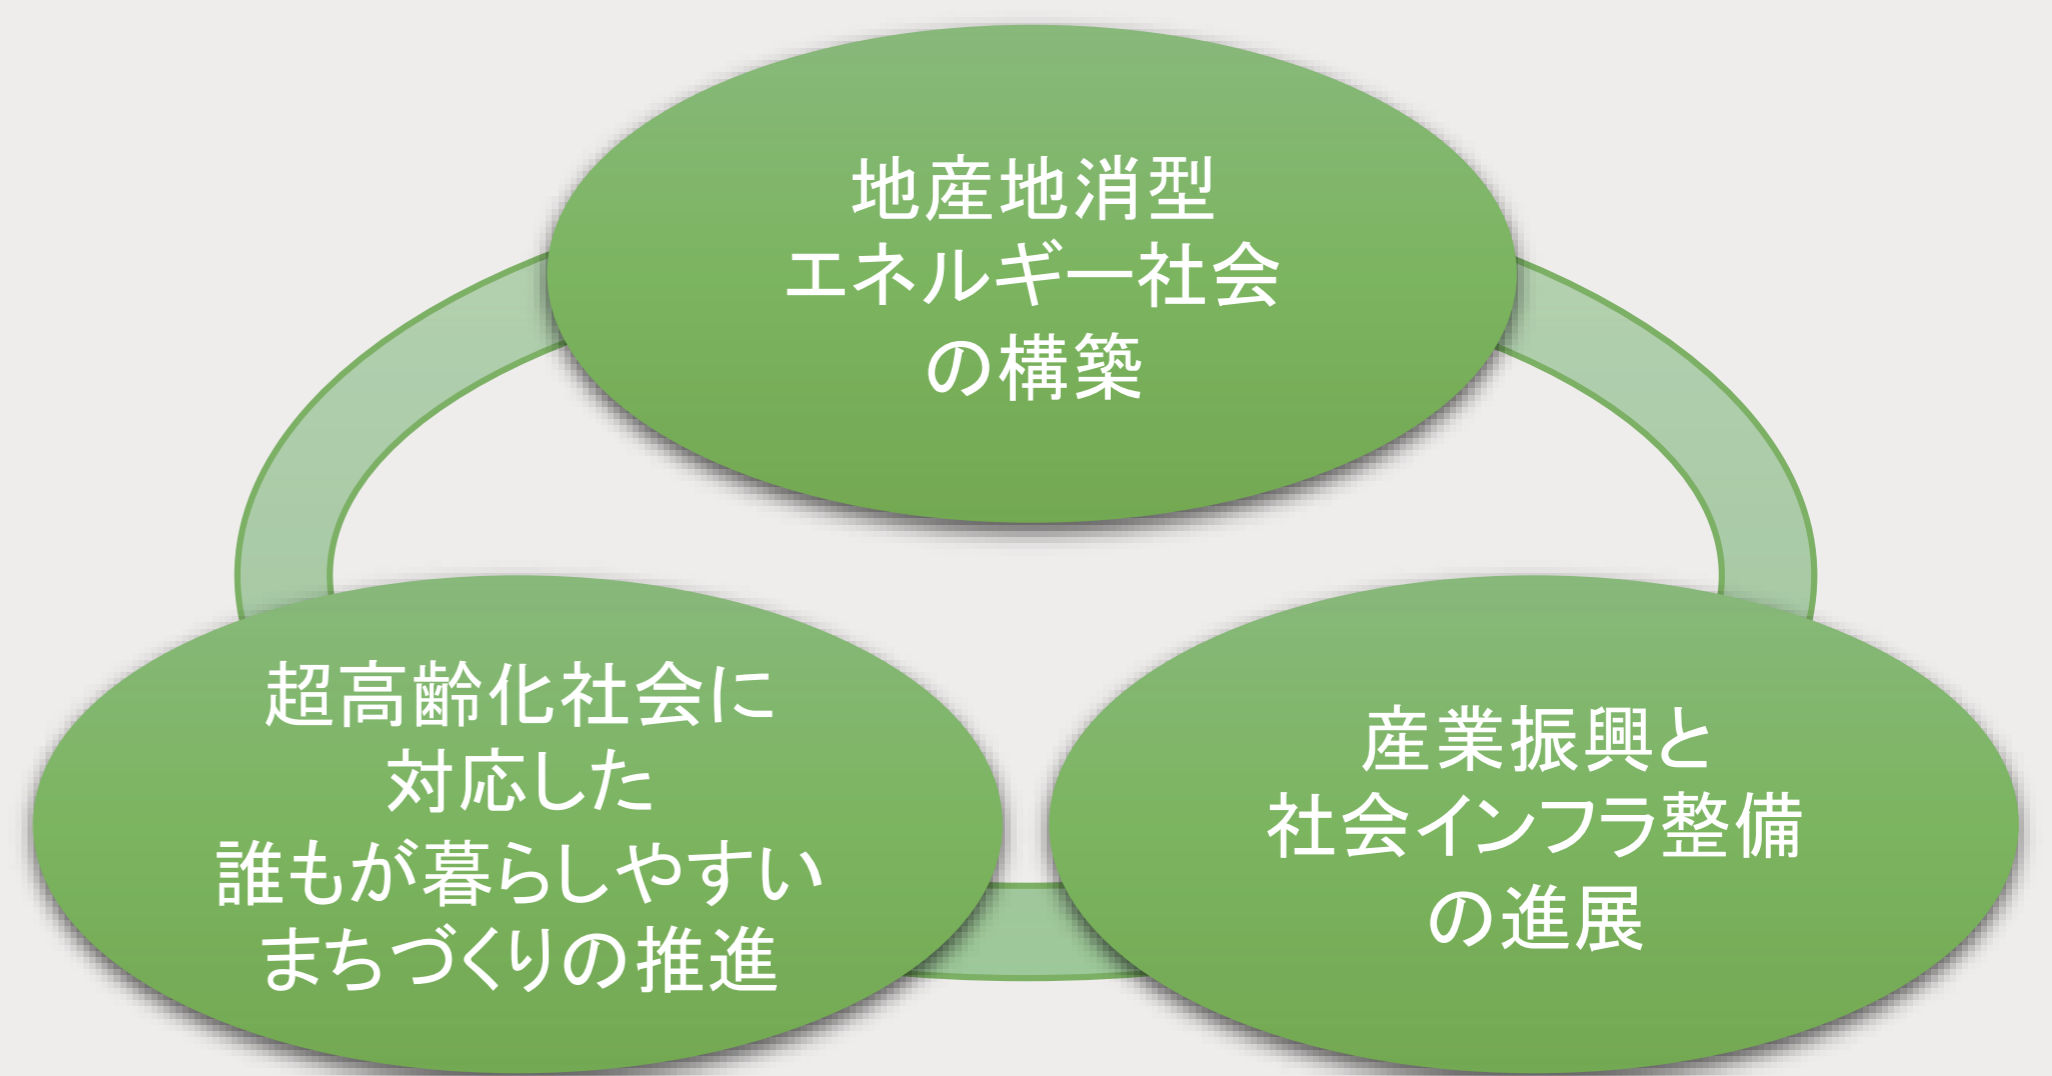 地産地消型
エネルギー社会
の構築
超高齢化社会に
対応した
誰もが暮らしやすい
まちづくりの推進
産業振興と
社会インフラ整備
の進展